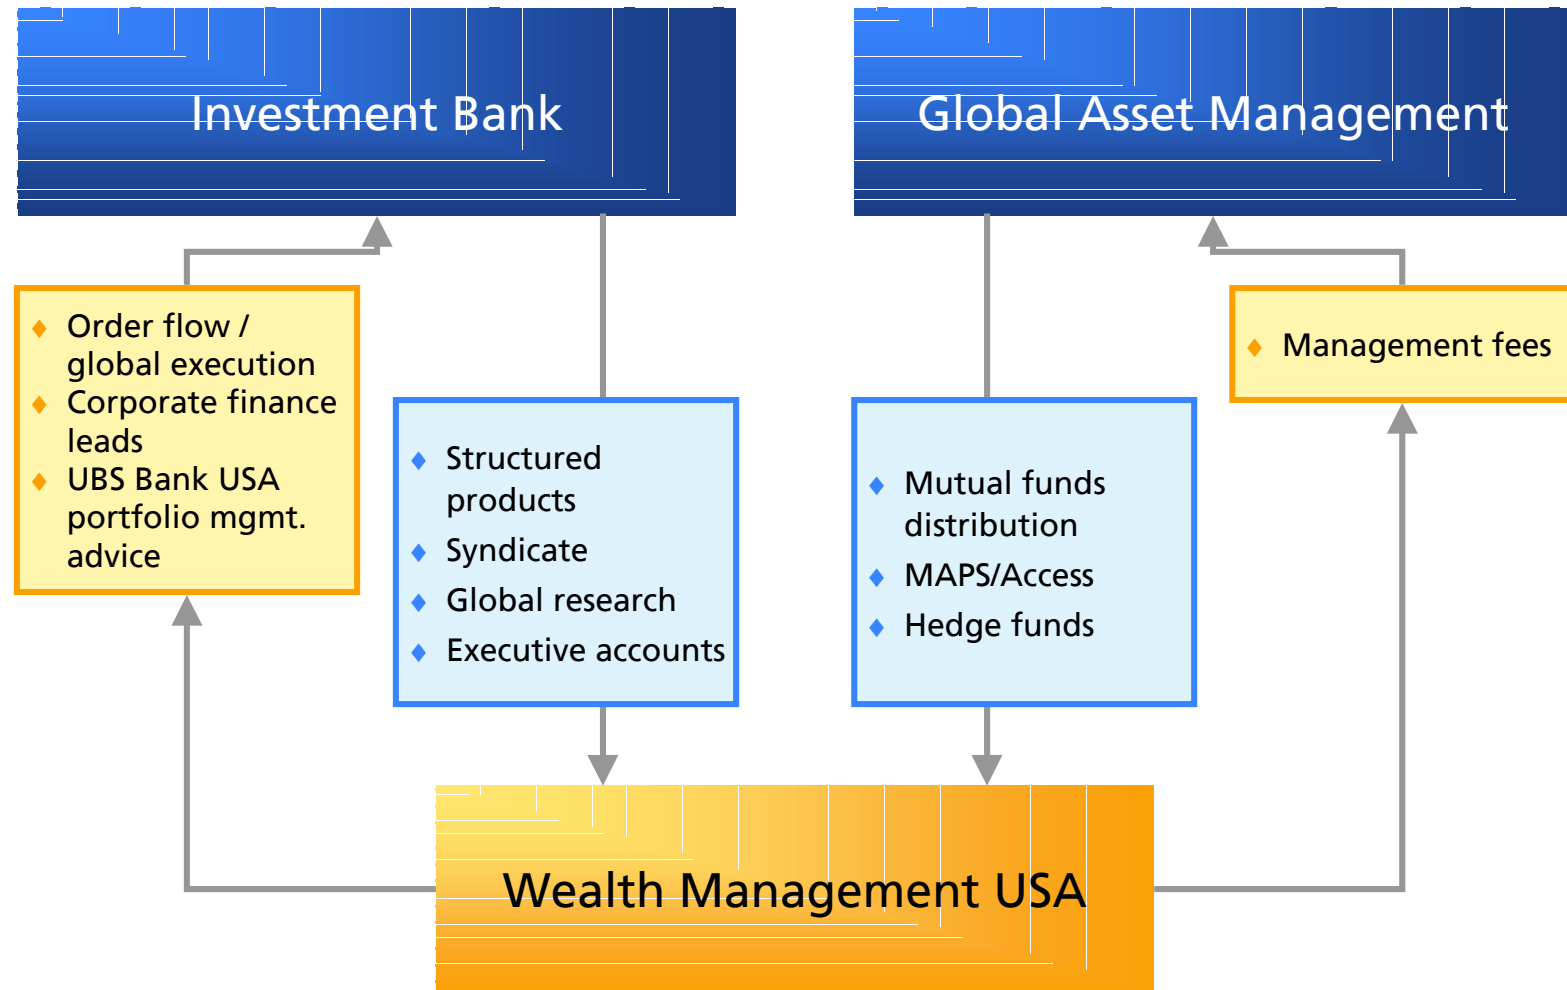 Investment Bank
Global Asset Management
Order flow /
global execution
Corporate finance
leads
UBS Bank USA
portfolio mgmt.
advice
Structured
products
Syndicate
Global research
Executive accounts
Mutual funds
distribution
MAPS/Access
Hedge funds
Management fees
Wealth Management USA